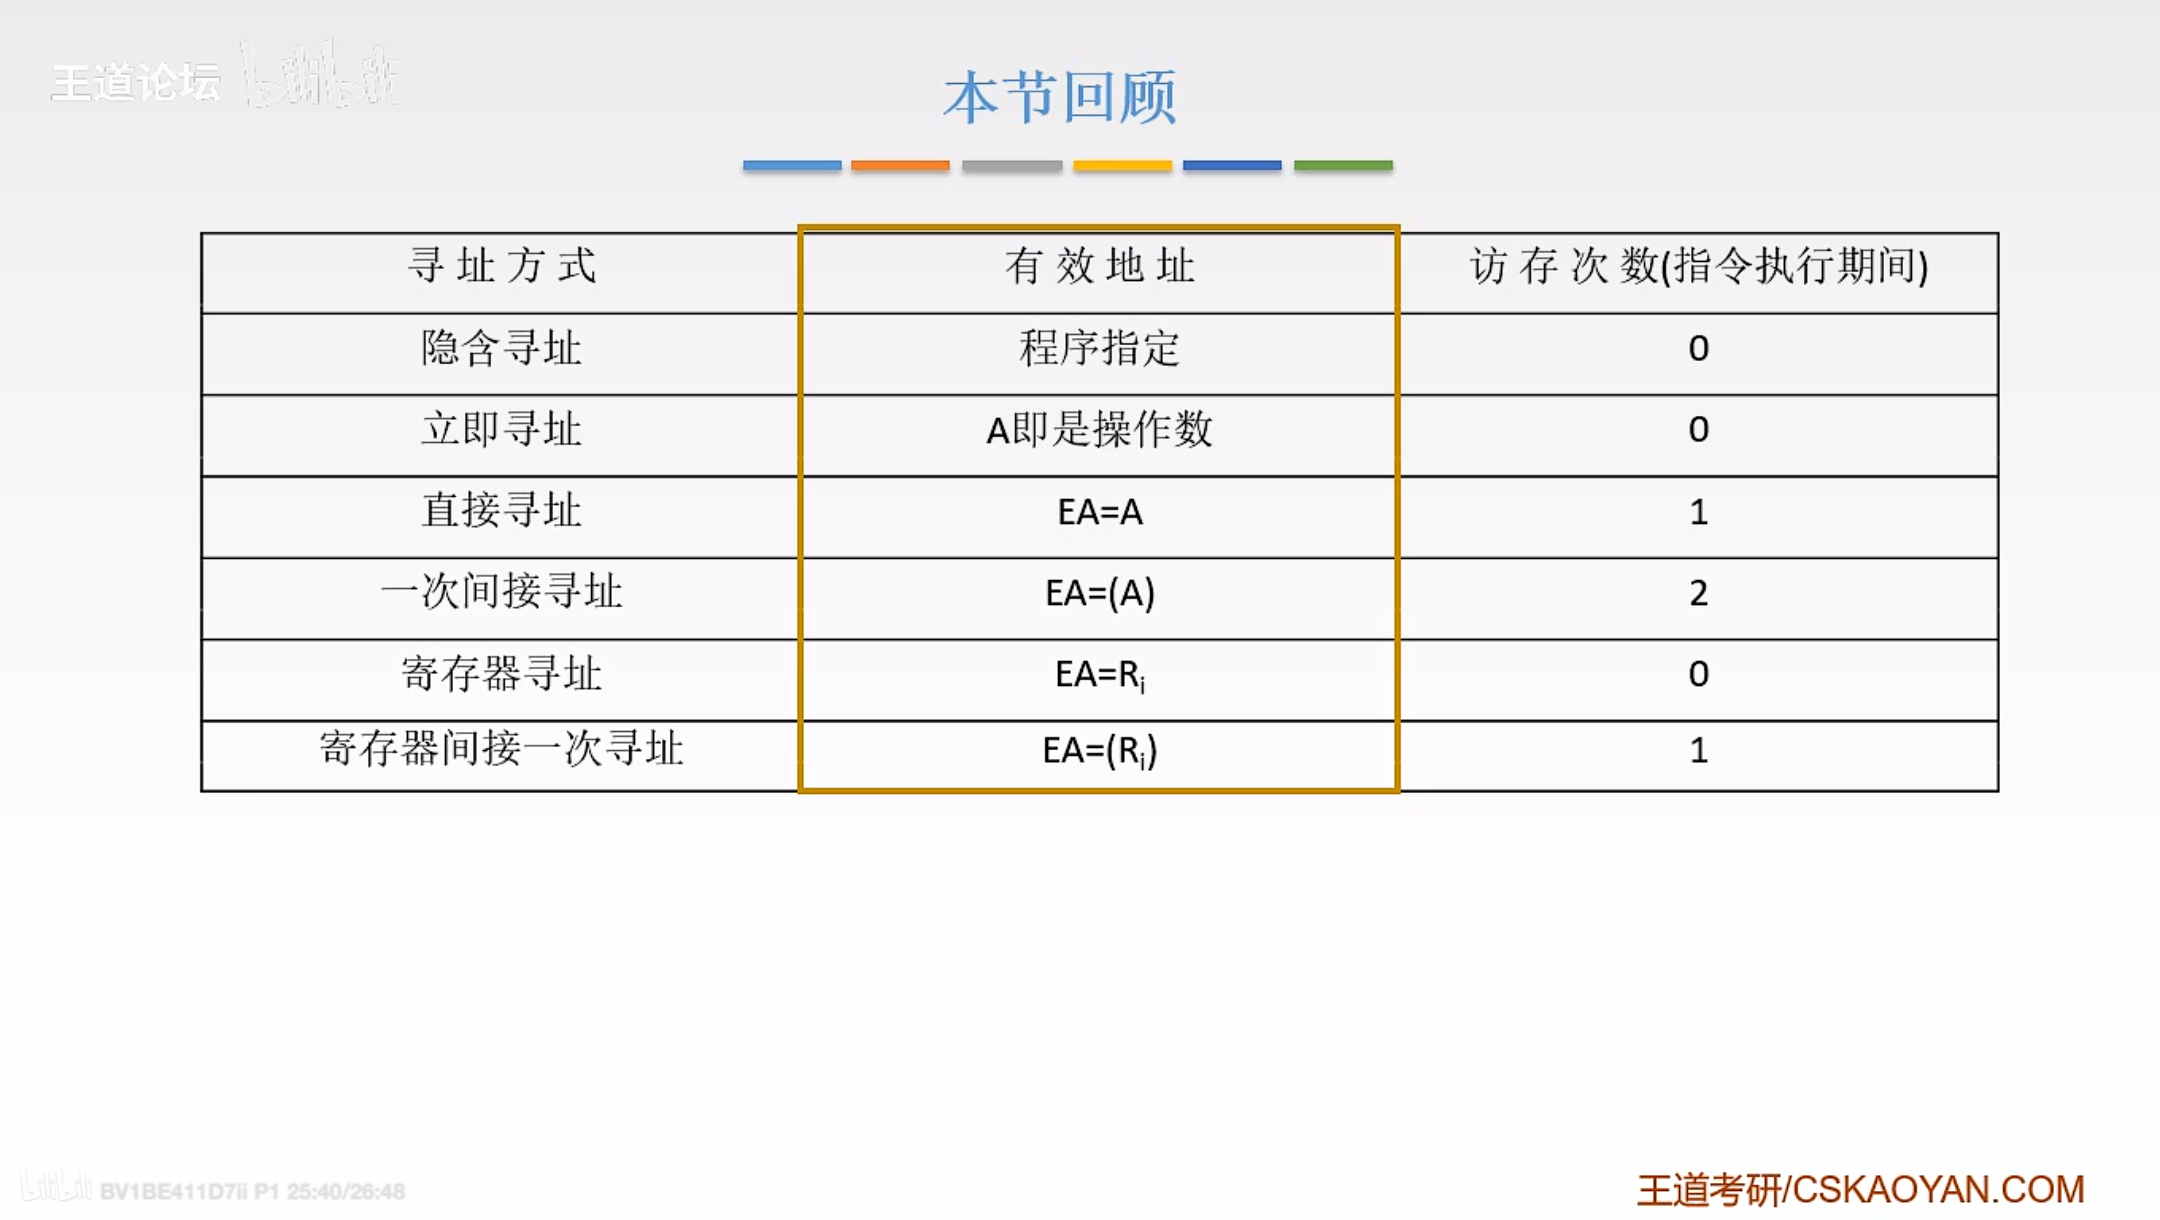 王道论坛 bilibili
本节回顾
寻 址 方 式 有 效 地 址 访 存 次 数(指令执行期间)
隐含寻址 程序指定 0
立即寻址 A即是操作数 0
直接寻址 EA=A 1
一次间接寻址 EA=(A) 2
寄存器寻址 EA=Rᵢ 0
寄存器间接一次寻址 EA=(Rᵢ) 1
bilibili BV1BE411D7ii P1 25:40/26:48
王道考研/CSKAOYAN.COM